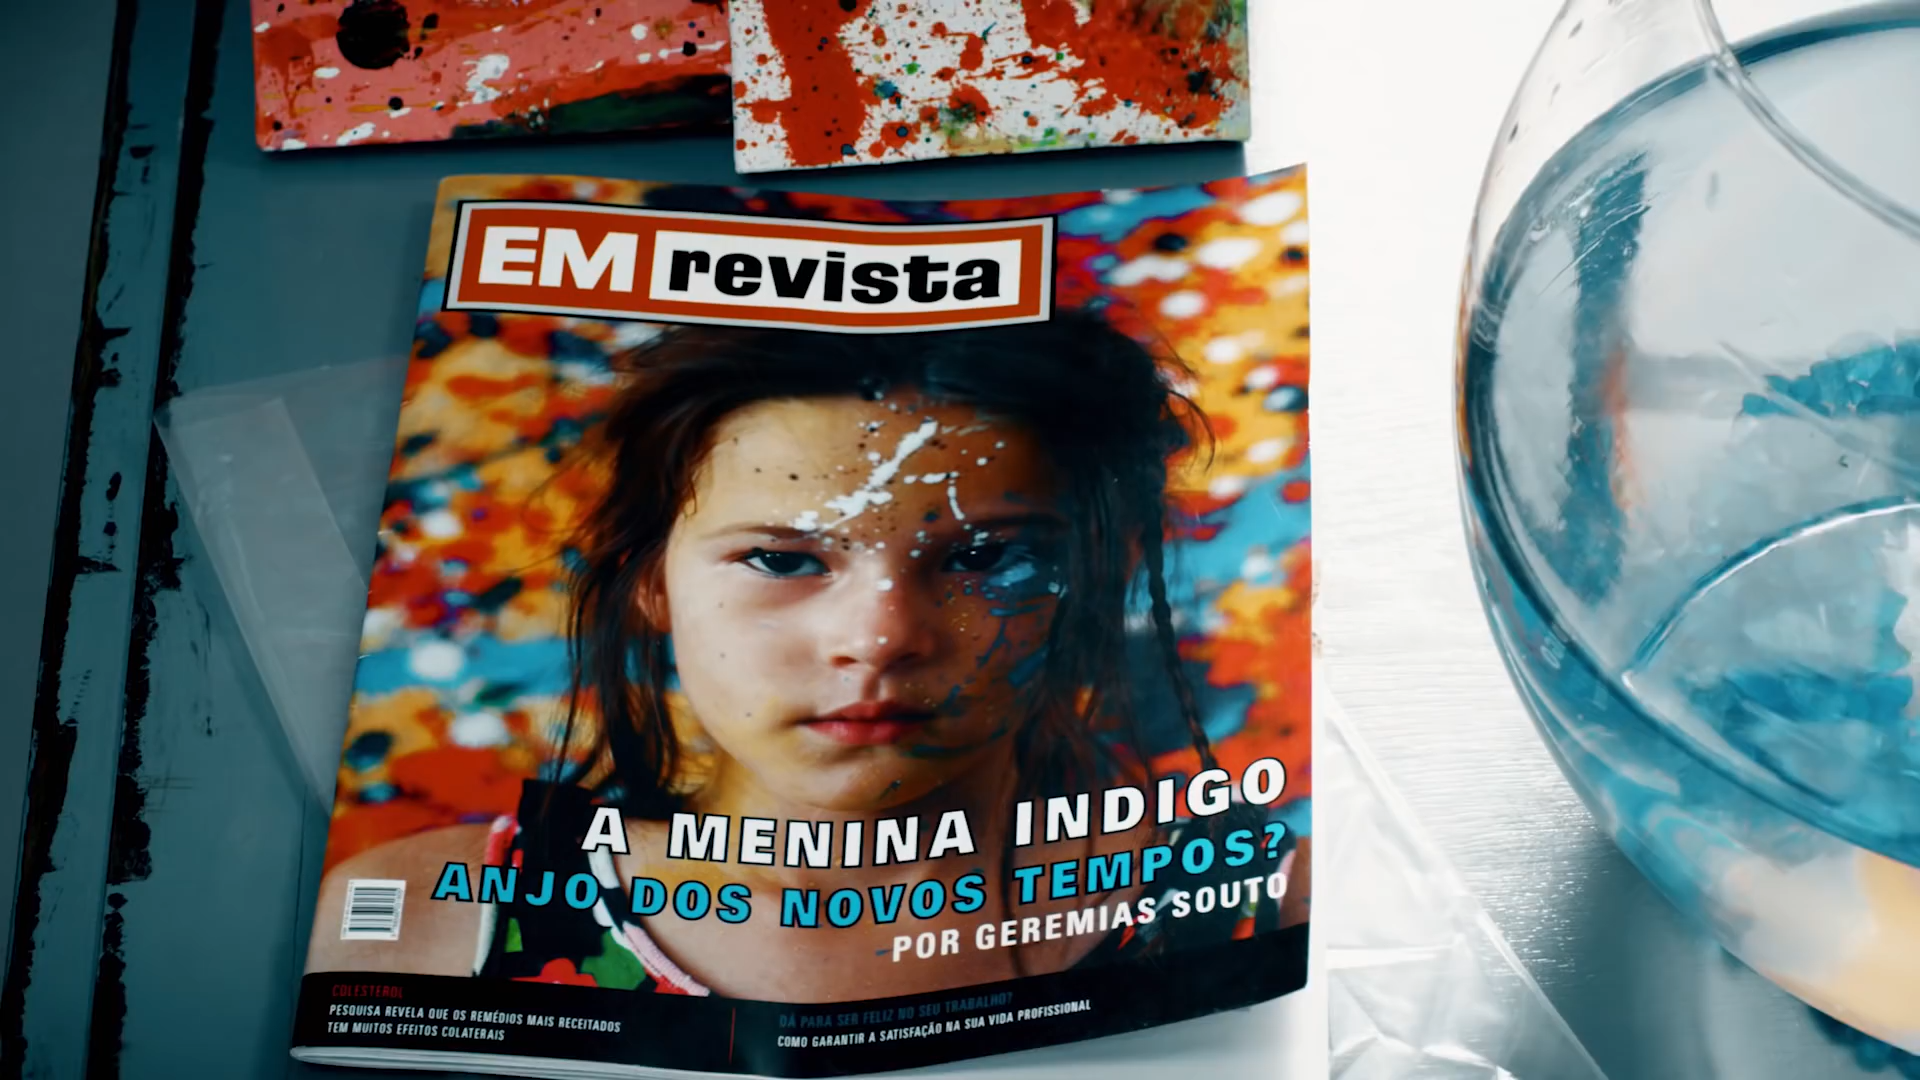 EM revista
A MENINA INDIGO
ANJO DOS NOVOS TEMPOS?
POR GEREMIAS SOUTO
COLESTEROL
PESQUISA REVELA QUE OS REMÉDIOS MAIS RECEITADOS
TEM MUITOS EFEITOS COLATERAIS
DÁ PARA SER FELIZ NO SEU TRABALHO?
COMO GARANTIR A SATISFAÇÃO NA SUA VIDA PROFISSIONAL